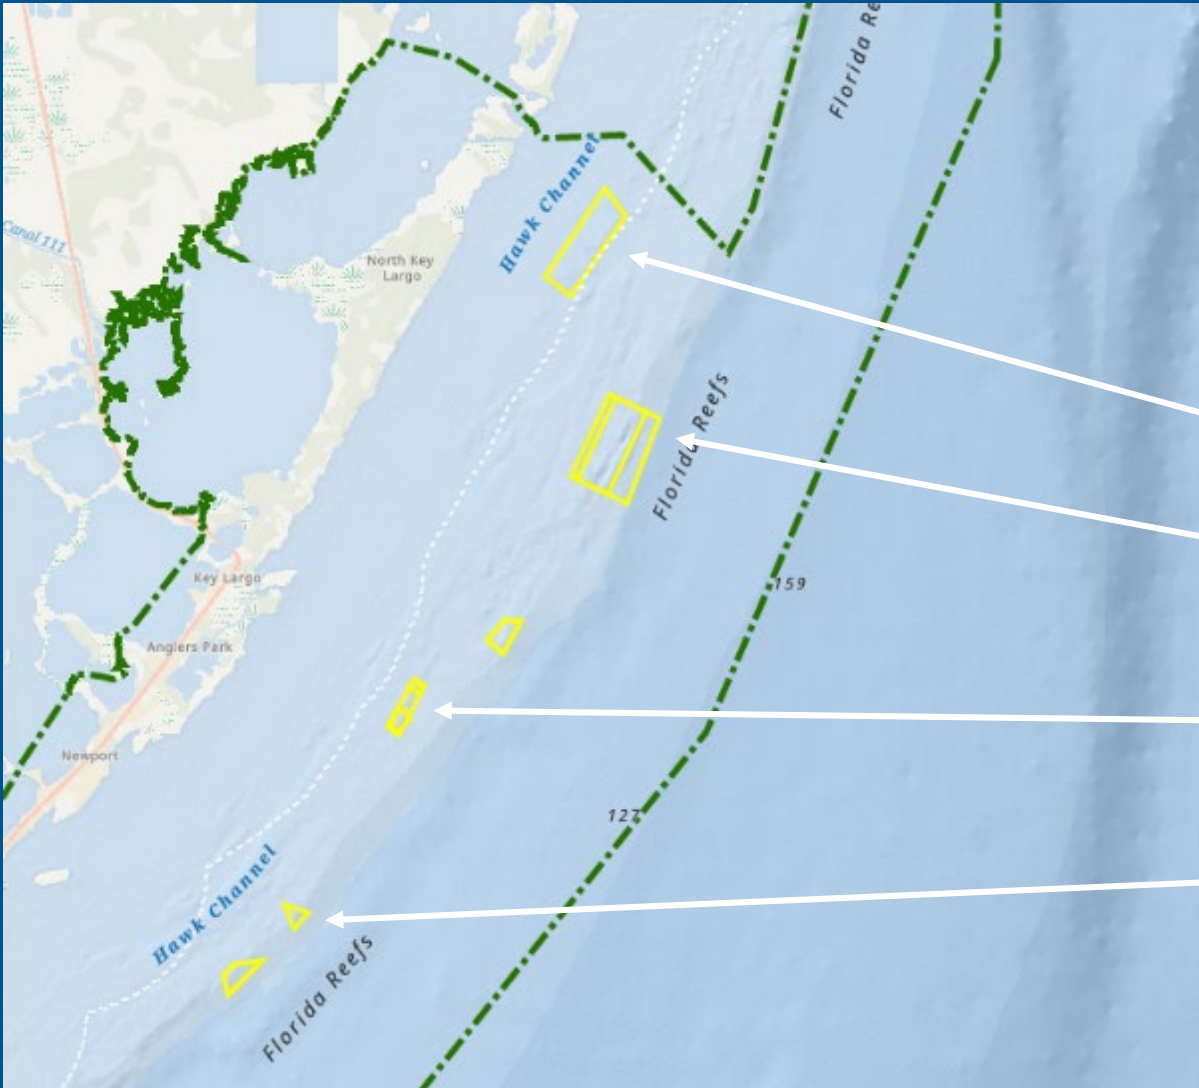 Florida Re
Hawk Channel
Canal 111
North Key
Largo
Florida Reefs
Key Largo
159
Anglers Park
Newport
127
Hawk Channel
Florida Reefs